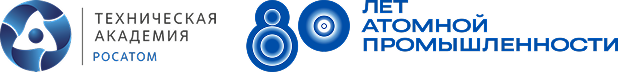 ТЕХНИЧЕСКАЯ
АКАДЕМИЯ
РОСАТОМ
80 ЛЕТ
АТОМНОЙ
ПРОМЫШЛЕННОСТИ